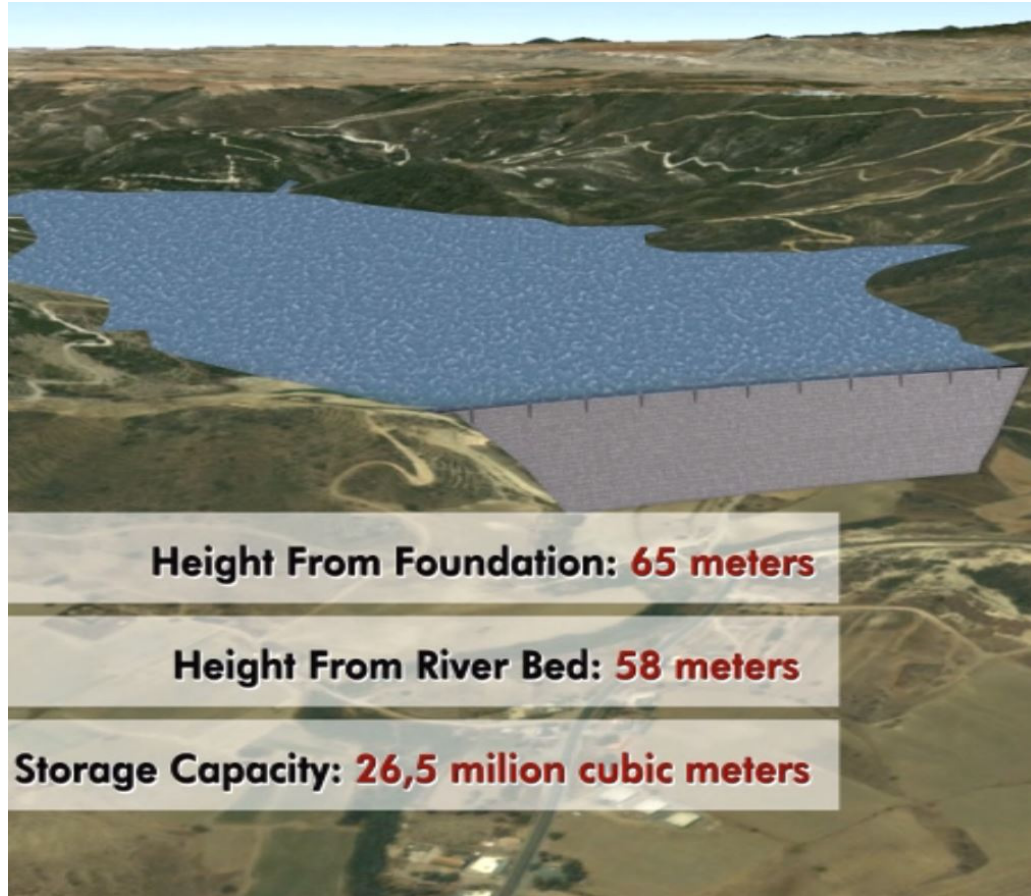 Height From Foundation: 65 meters
Height From River Bed: 58 meters
Storage Capacity: 26,5 milion cubic meters